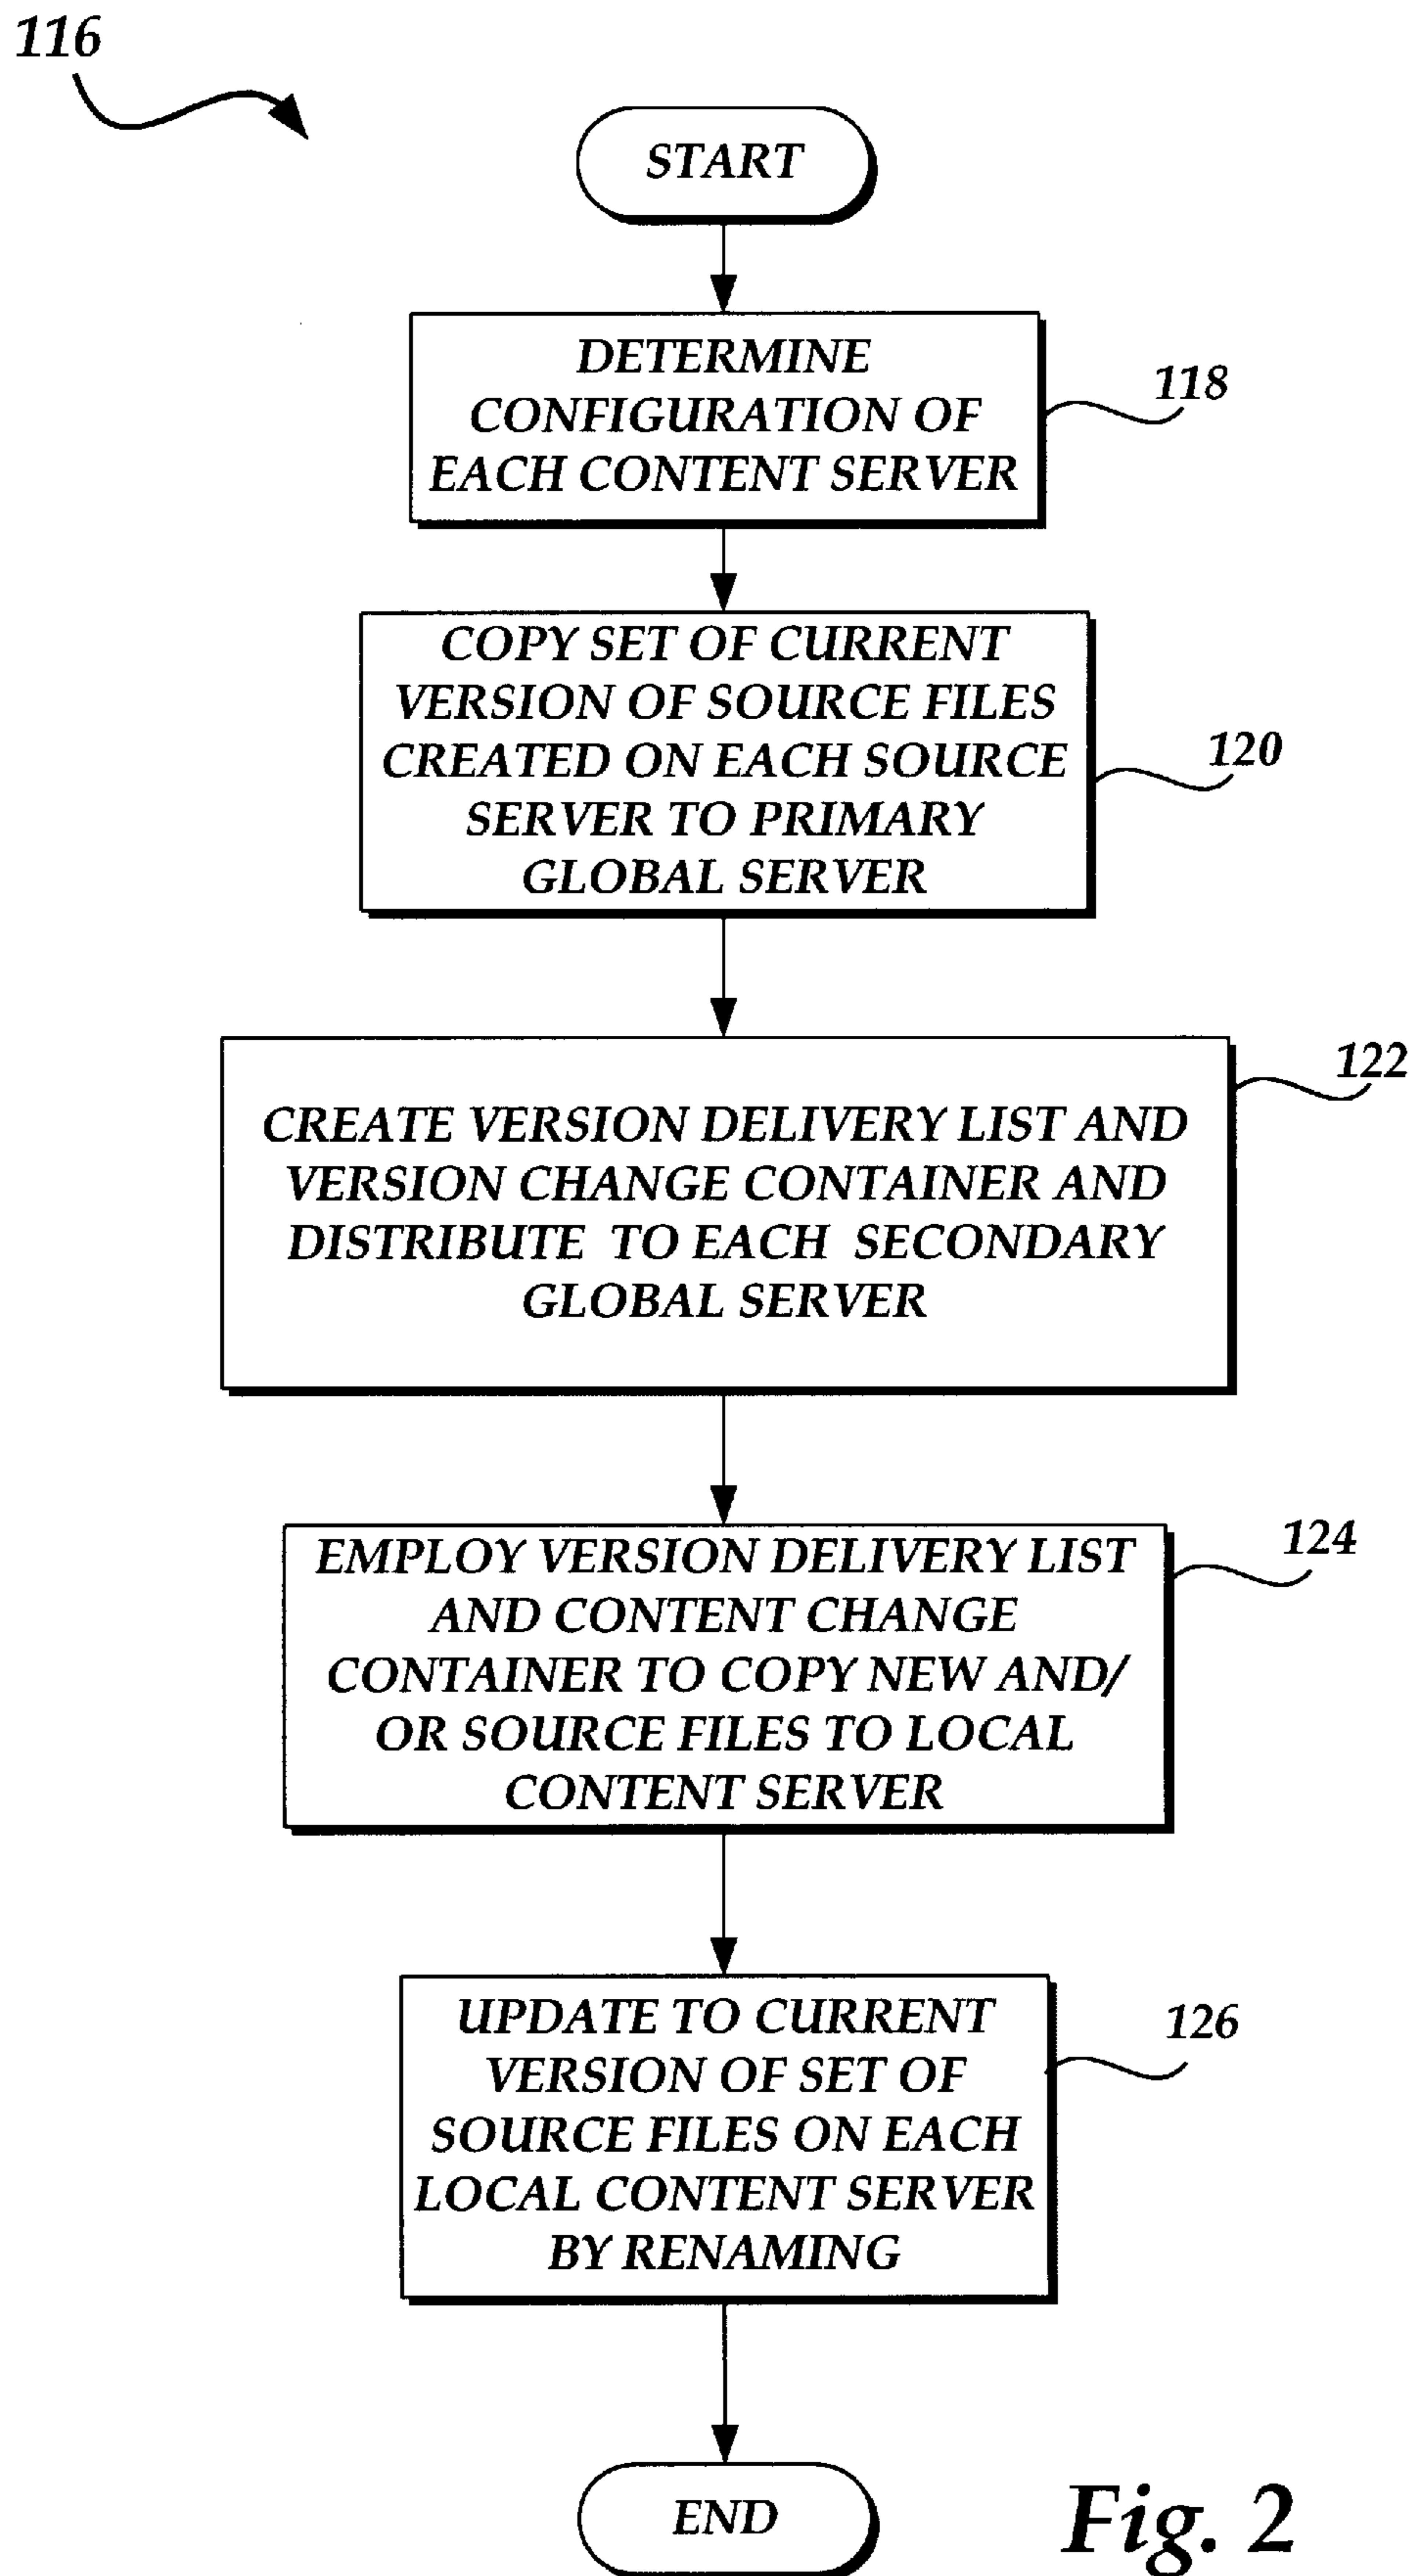 116
START
DETERMINE
CONFIGURATION OF
EACH CONTENT SERVER
118
COPY SET OF CURRENT
VERSION OF SOURCE FILES
CREATED ON EACH SOURCE
SERVER TO PRIMARY
GLOBAL SERVER
120
CREATE VERSION DELIVERY LIST AND
VERSION CHANGE CONTAINER AND
DISTRIBUTE TO EACH SECONDARY
GLOBAL SERVER
122
EMPLOY VERSION DELIVERY LIST
AND CONTENT CHANGE
CONTAINER TO COPY NEW AND/
OR SOURCE FILES TO LOCAL
CONTENT SERVER
124
UPDATE TO CURRENT
VERSION OF SET OF
SOURCE FILES ON EACH
LOCAL CONTENT SERVER
BY RENAMING
126
END
Fig. 2